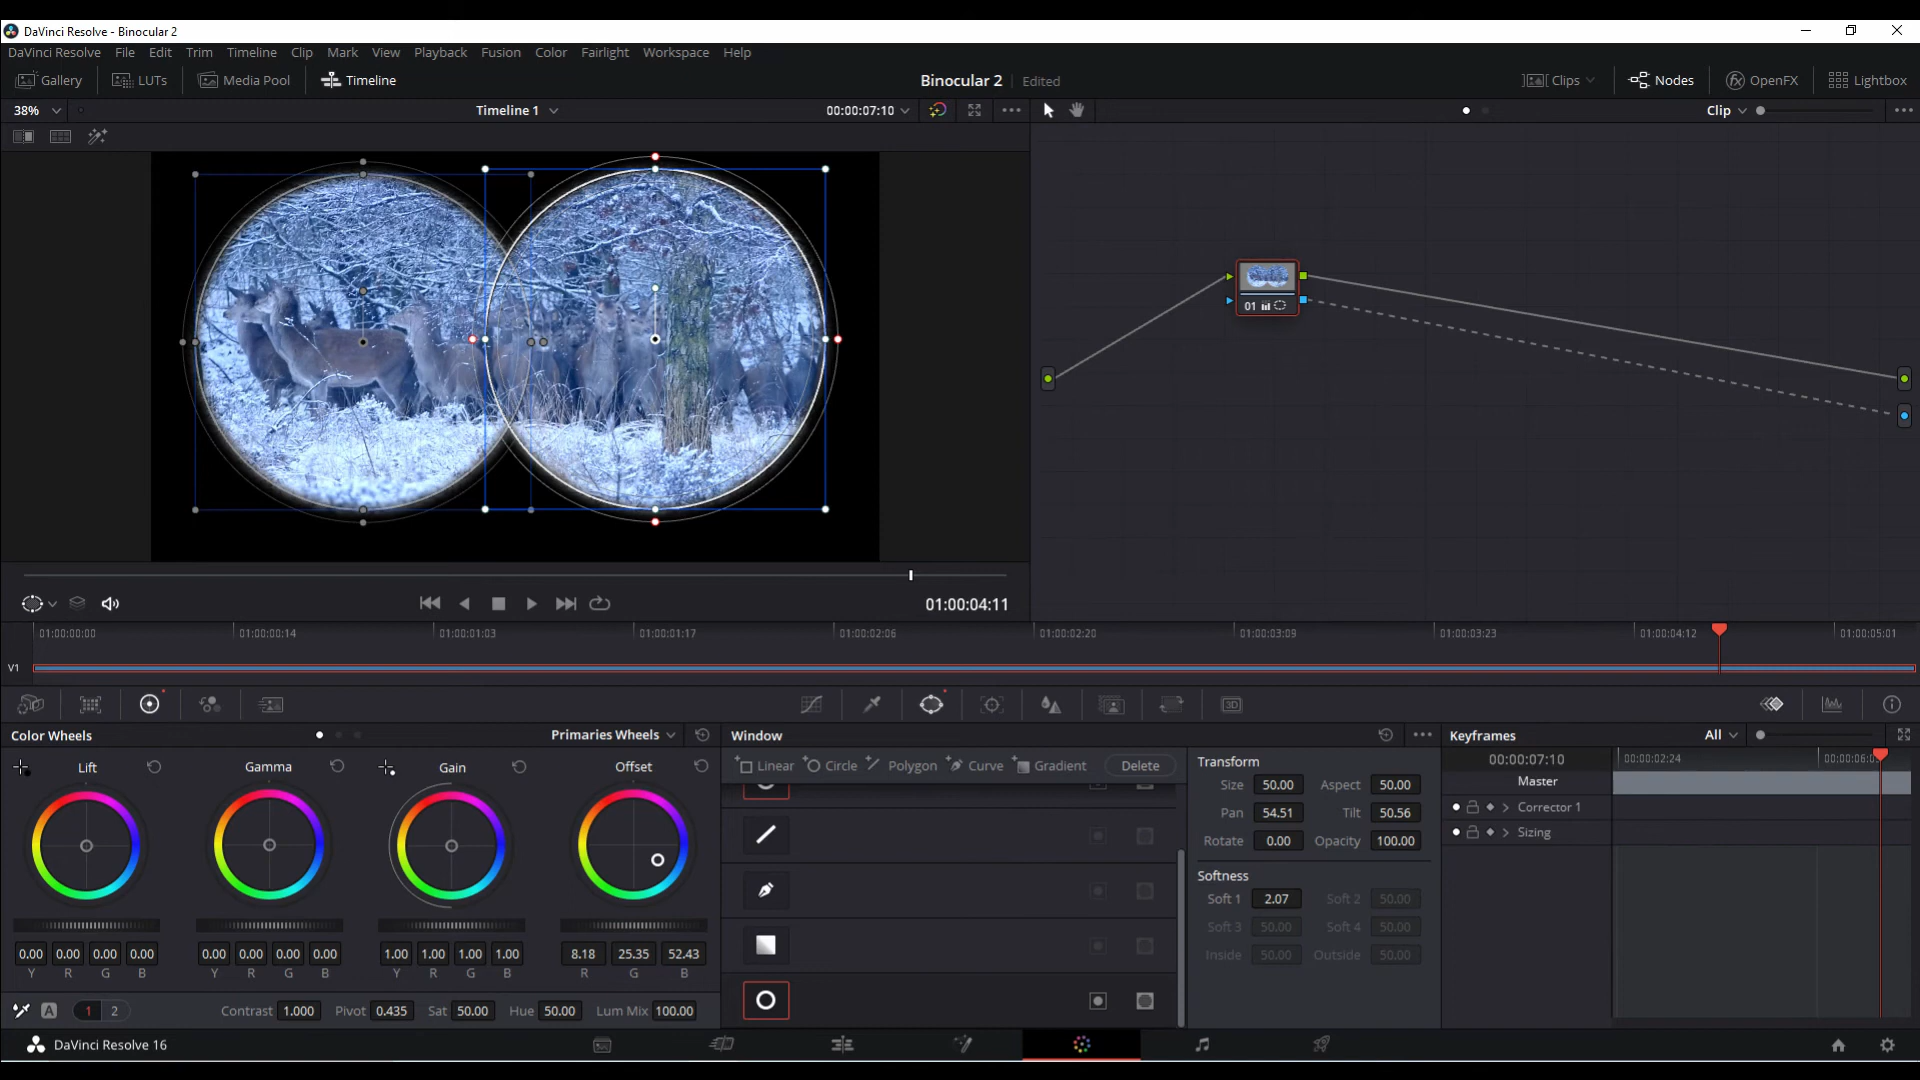 DaVinci Resolve - Binocular 2
DaVinci Resolve File Edit Trim Timeline Clip Mark View Playback Fusion Color Fairlight Workspace Help
Gallery LUTs Media Pool Timeline Binocular 2 Edited Clips Nodes OpenFX Lightbox
38% Timeline 1 00:00:07:10 Clip
01
01:00:04:11
01:00:00:00 01:00:00:14 01:00:01:03 01:00:01:17 01:00:02:06 01:00:02:20 01:00:03:09 01:00:03:23 01:00:04:12 01:00:05:01
V1
3D
Color Wheels Primaries Wheels Window Keyframes All
Lift Gamma Gain Offset
Linear Circle Polygon Curve Gradient Delete
Transform
Size 50.00 Aspect 50.00
Pan 54.51 Tilt 50.56
Rotate 0.00 Opacity 100.00
Softness
Soft 1 2.07 Soft 2 50.00
Soft 3 50.00 Soft 4 50.00
Inside 50.00 Outside 50.00
00:00:07:10 00:00:02:24
Master
Corrector 1
Sizing
0.00 0.00 0.00 0.00 0.00 0.00 0.00 0.00 1.00 1.00 1.00 1.00 8.18 25.35 52.43
Y R G B Y R G B Y R G B R G B
A 1 2 Contrast 1.000 Pivot 0.435 Sat 50.00 Hue 50.00 Lum Mix 100.00
DaVinci Resolve 16